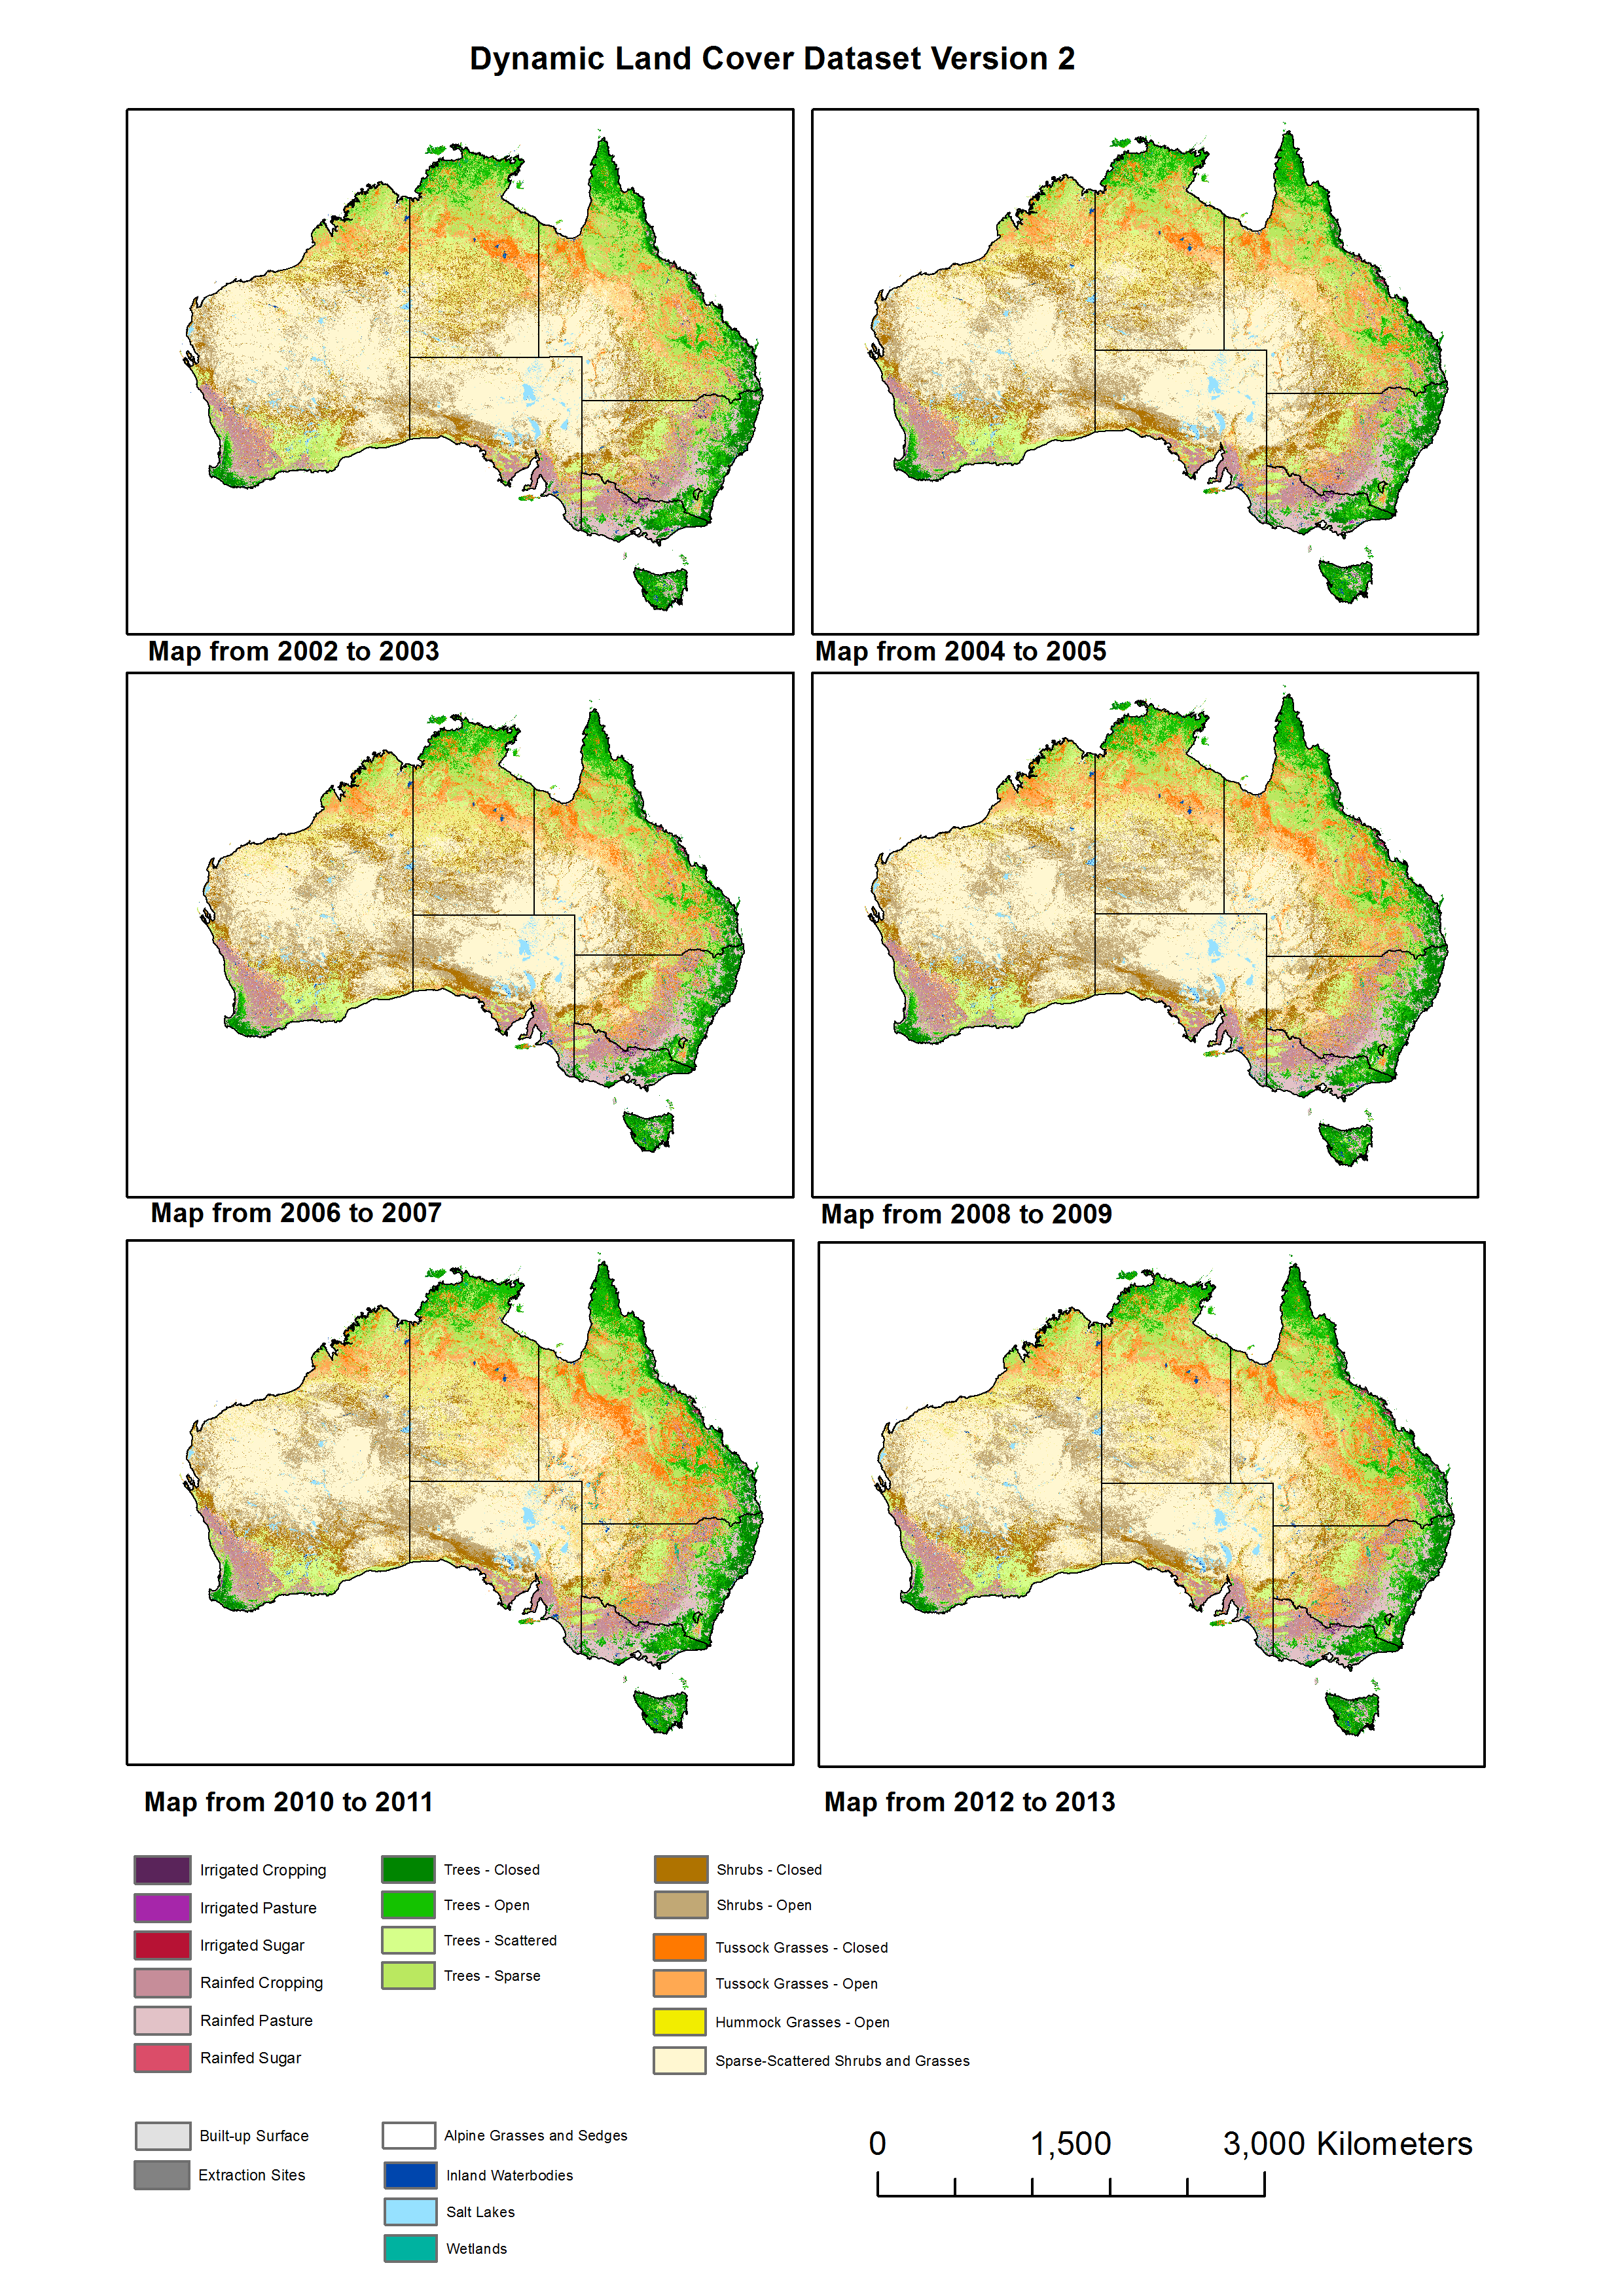 Dynamic Land Cover Dataset Version 2
Map from 2002 to 2003
Map from 2004 to 2005
Map from 2006 to 2007
Map from 2008 to 2009
Map from 2010 to 2011
Map from 2012 to 2013
Irrigated Cropping
Irrigated Pasture
Irrigated Sugar
Rainfed Cropping
Rainfed Pasture
Rainfed Sugar
Trees - Closed
Trees - Open
Trees - Scattered
Trees - Sparse
Shrubs - Closed
Shrubs - Open
Tussock Grasses - Closed
Tussock Grasses - Open
Hummock Grasses - Open
Sparse-Scattered Shrubs and Grasses
Built-up Surface
Extraction Sites
Alpine Grasses and Sedges
Inland Waterbodies
Salt Lakes
Wetlands
0 1,500 3,000 Kilometers